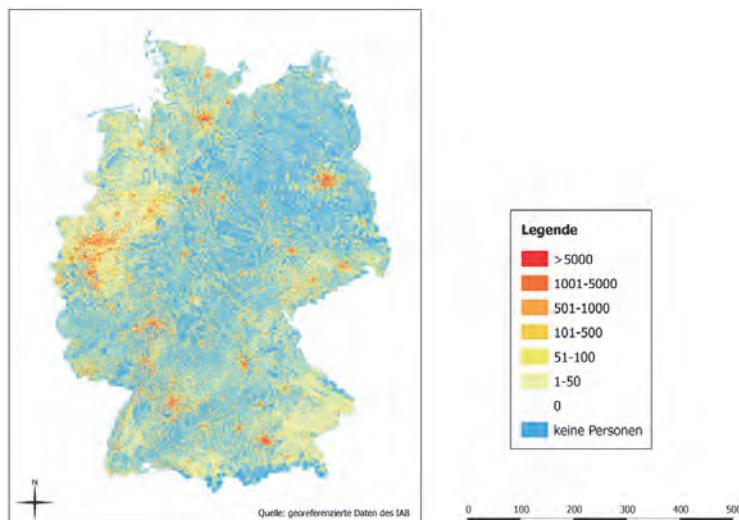 Legende
>5000
1001-5000
501-1000
101-500
51-100
1-50
0
keine Personen
N
Quelle: georeferenzierte Daten des IAB
0 100 200 300 400 500